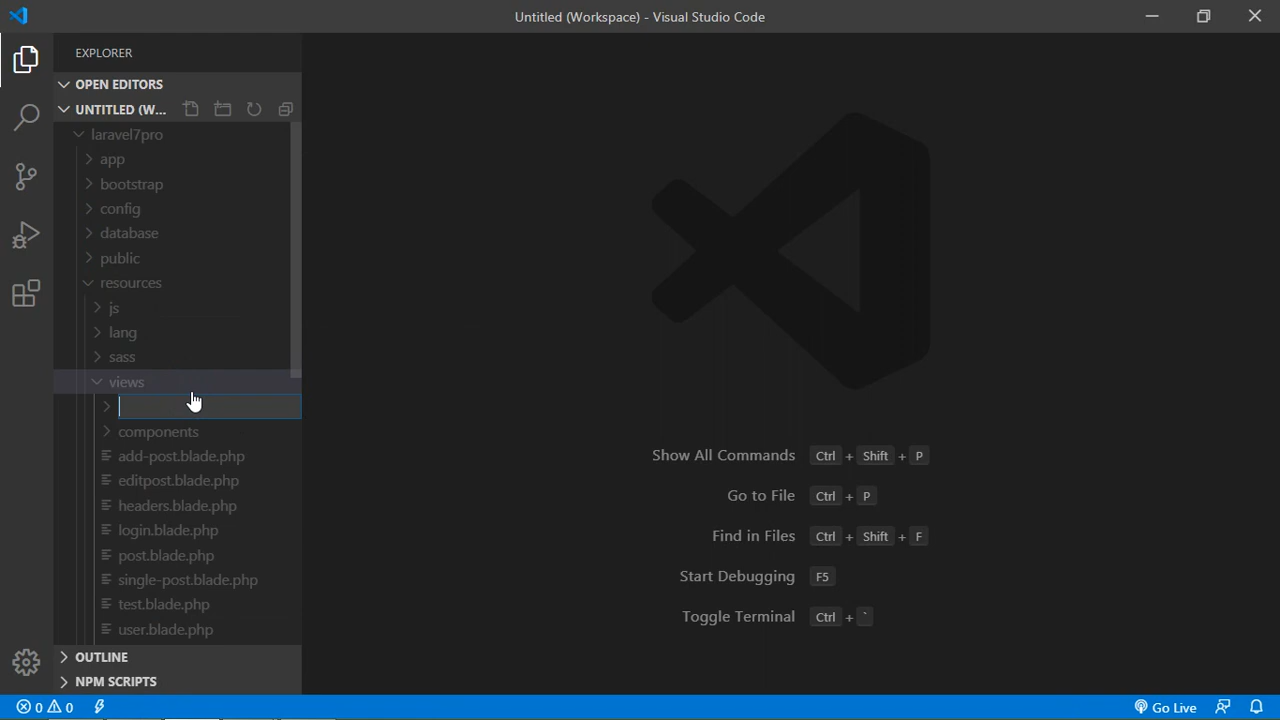 Untitled (Workspace) - Visual Studio Code
EXPLORER
OPEN EDITORS
UNTITLED (W...
laravel7pro
app
bootstrap
config
database
public
resources
js
lang
sass
views
components
add-post.blade.php
editpost.blade.php
headers.blade.php
login.blade.php
post.blade.php
single-post.blade.php
test.blade.php
user.blade.php
OUTLINE
NPM SCRIPTS
Show All Commands Ctrl + Shift + P
Go to File Ctrl + P
Find in Files Ctrl + Shift + F
Start Debugging F5
Toggle Terminal Ctrl + `
0 0 Go Live